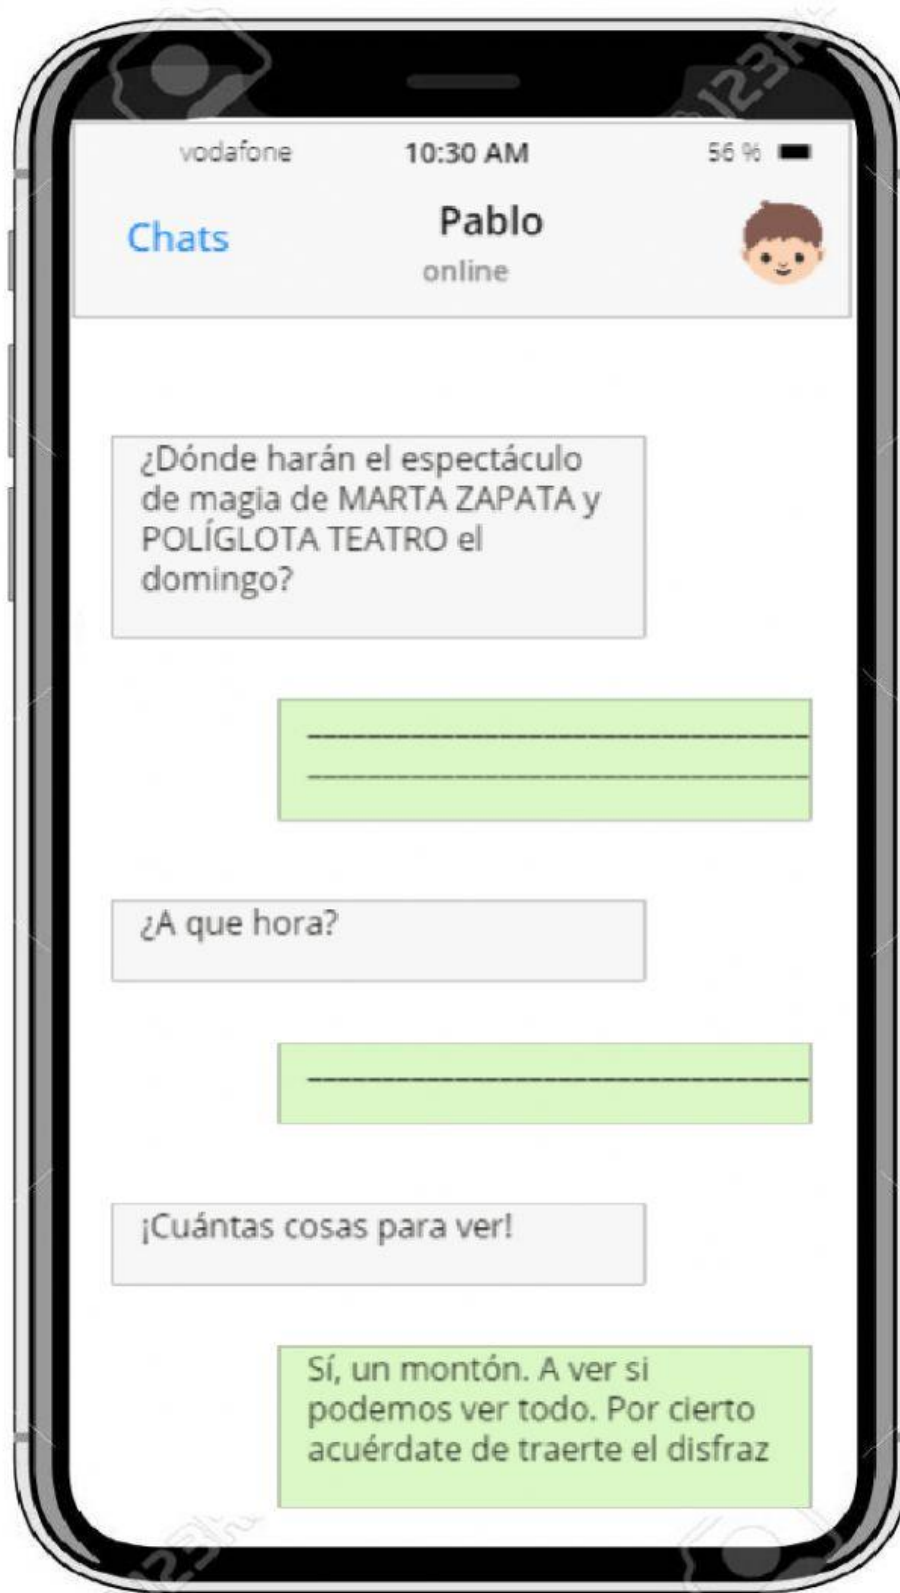 vodafone
10:30 AM
56 %
Chats
Pablo
online
¿Dónde harán el espectáculo
de magia de MARTA ZAPATA y
POLÍGLOTA TEATRO el
domingo?
¿A que hora?
¡Cuántas cosas para ver!
Sí, un montón. A ver si
podemos ver todo. Por cierto
acuérdate de traerte el disfraz